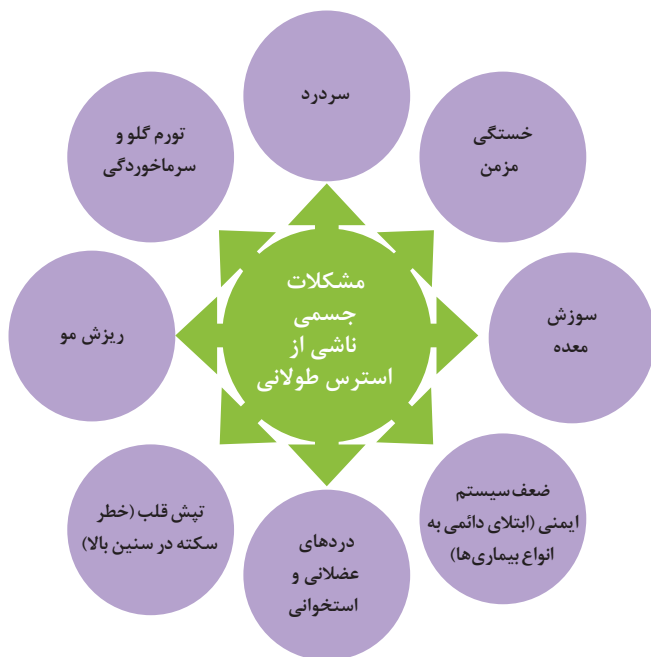 مشکلات
جسمی
ناشی از
استرس طولانی
سردرد
خستگی
مزمن
سوزش
معده
ضعف سیستم
ایمنی (ابتلای دائمی به
انواع بیماری‌ها)
دردهای
عضلانی و
استخوانی
تپش قلب (خطر
سکته در سنین بالا)
ریزش مو
تورم گلو و
سرماخوردگی